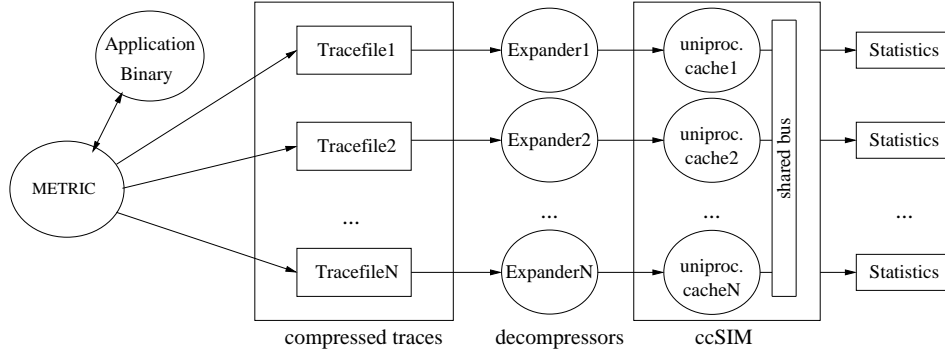 Application
Binary
METRIC
Tracefile1
Expander1
uniproc.
cache1
Statistics
Tracefile2
Expander2
uniproc.
cache2
Statistics
shared bus
...
...
...
...
TracefileN
ExpanderN
uniproc.
cacheN
Statistics
compressed traces
decompressors
ccSIM